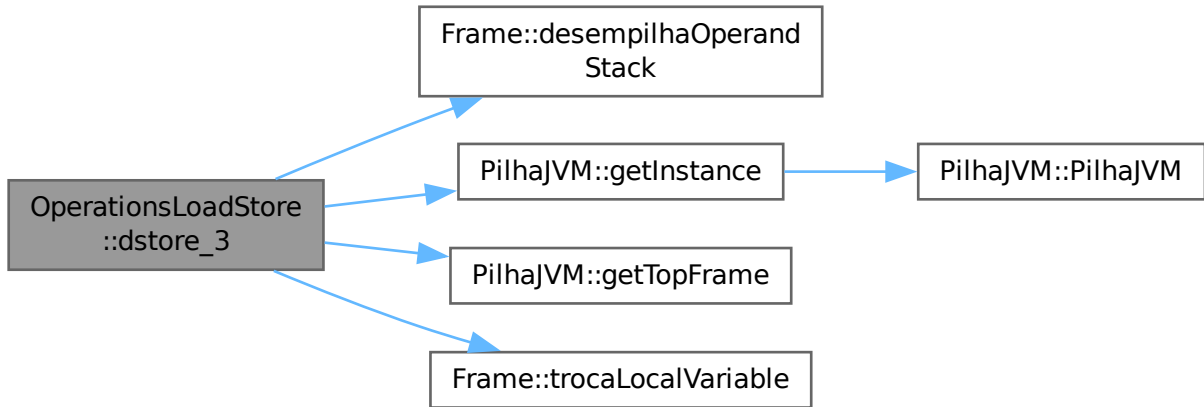 Frame::desempilhaOperand
Stack
PilhaJVM::getInstance
PilhaJVM::PilhaJVM
OperationsLoadStore
::dstore_3
PilhaJVM::getTopFrame
Frame::trocaLocalVariable